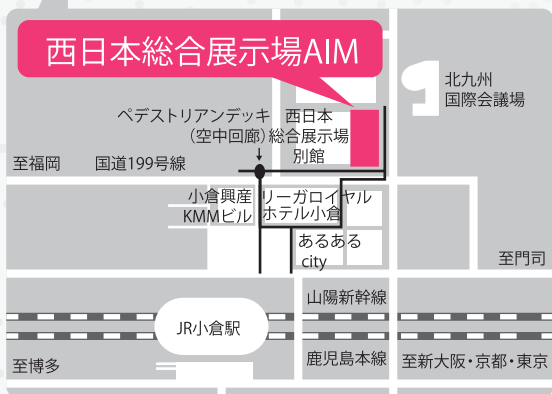 西日本総合展示場AIM
北九州
国際会議場
ペデストリアンデッキ
(空中回廊)
西日本
総合展示場
別館
至福岡
国道199号線
小倉興産
KMMビル
リーガロイヤル
ホテル小倉
あるある
city
至門司
山陽新幹線
JR小倉駅
鹿児島本線
至博多
至新大阪・京都・東京